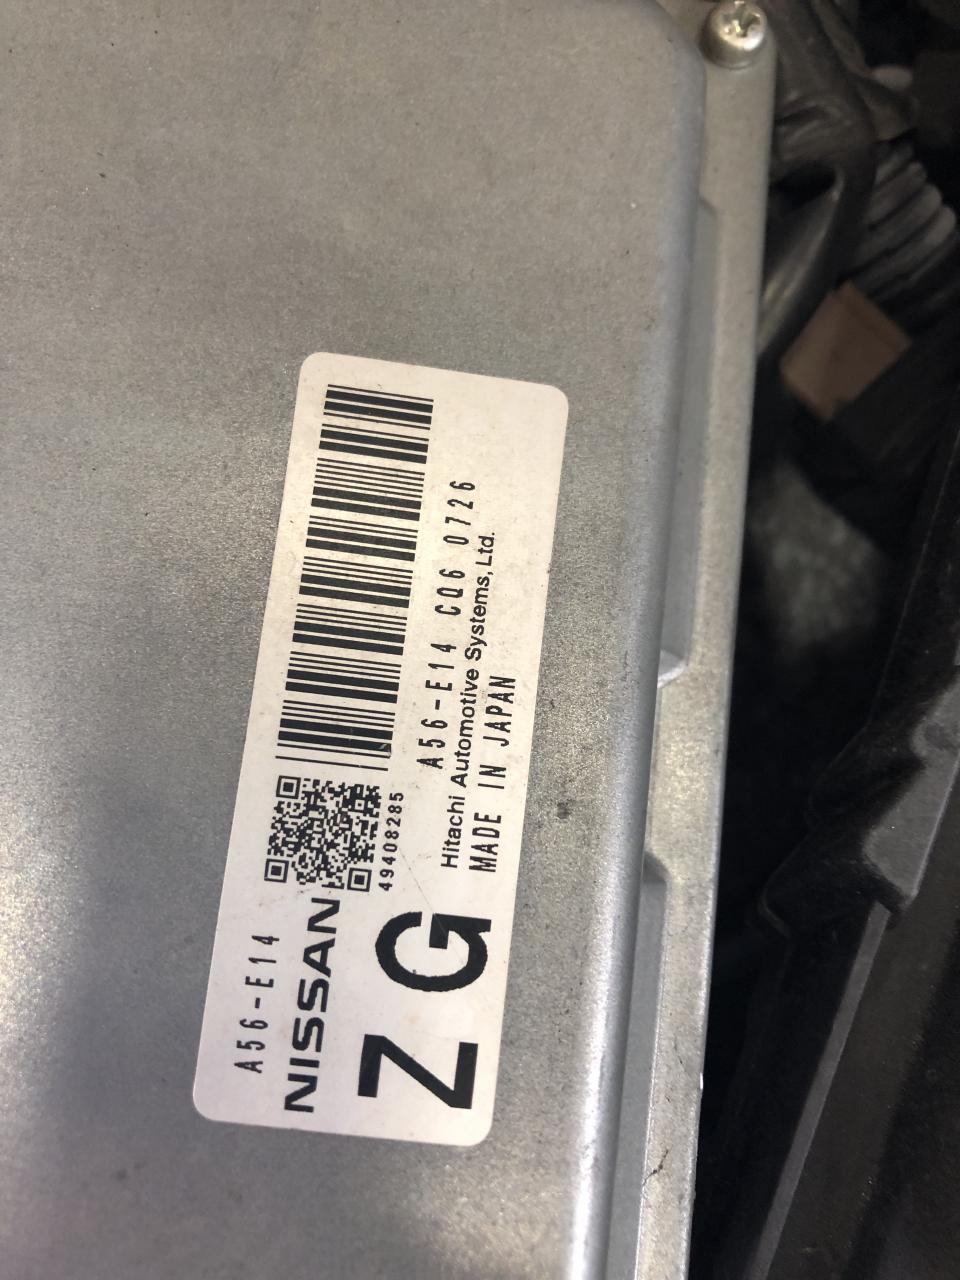 A56-E14
NISSAN
ZG
49408285
A56-E14 CQ6 0726
Hitachi Automotive Systems, Ltd.
MADE IN JAPAN